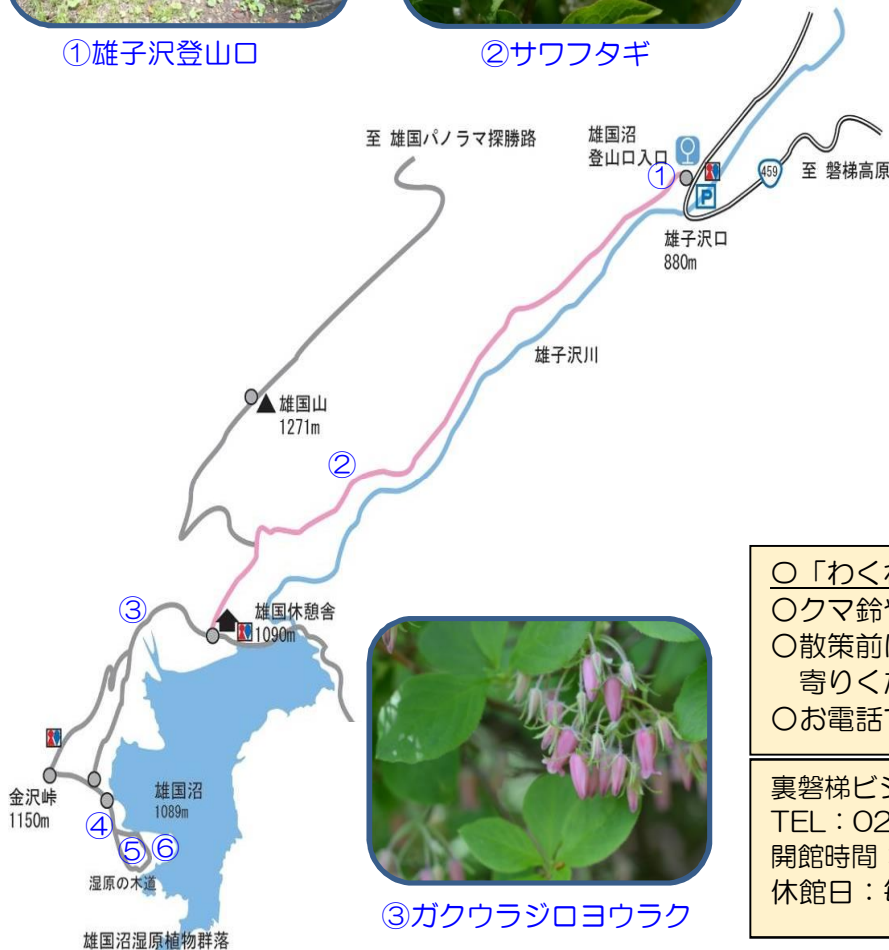 ①雄子沢登山口
②サワフタギ
至 雄国パノラマ探勝路
雄国沼
登山口入口
①
P
459
至 磐梯高原
雄子沢口
880m
雄子沢川
雄国山
1271m
②
③
雄国休憩舎
1090m
金沢峠
1150m
雄国沼
1089m
④
⑤
⑥
湿原の木道
雄国沼湿原植物群落
③ガクウラジロヨウラク
○「わく
○クマ鈴
○散策前
寄りく
○お電話
裏磐梯ビジ
TEL：02
開館時間
休館日：毎